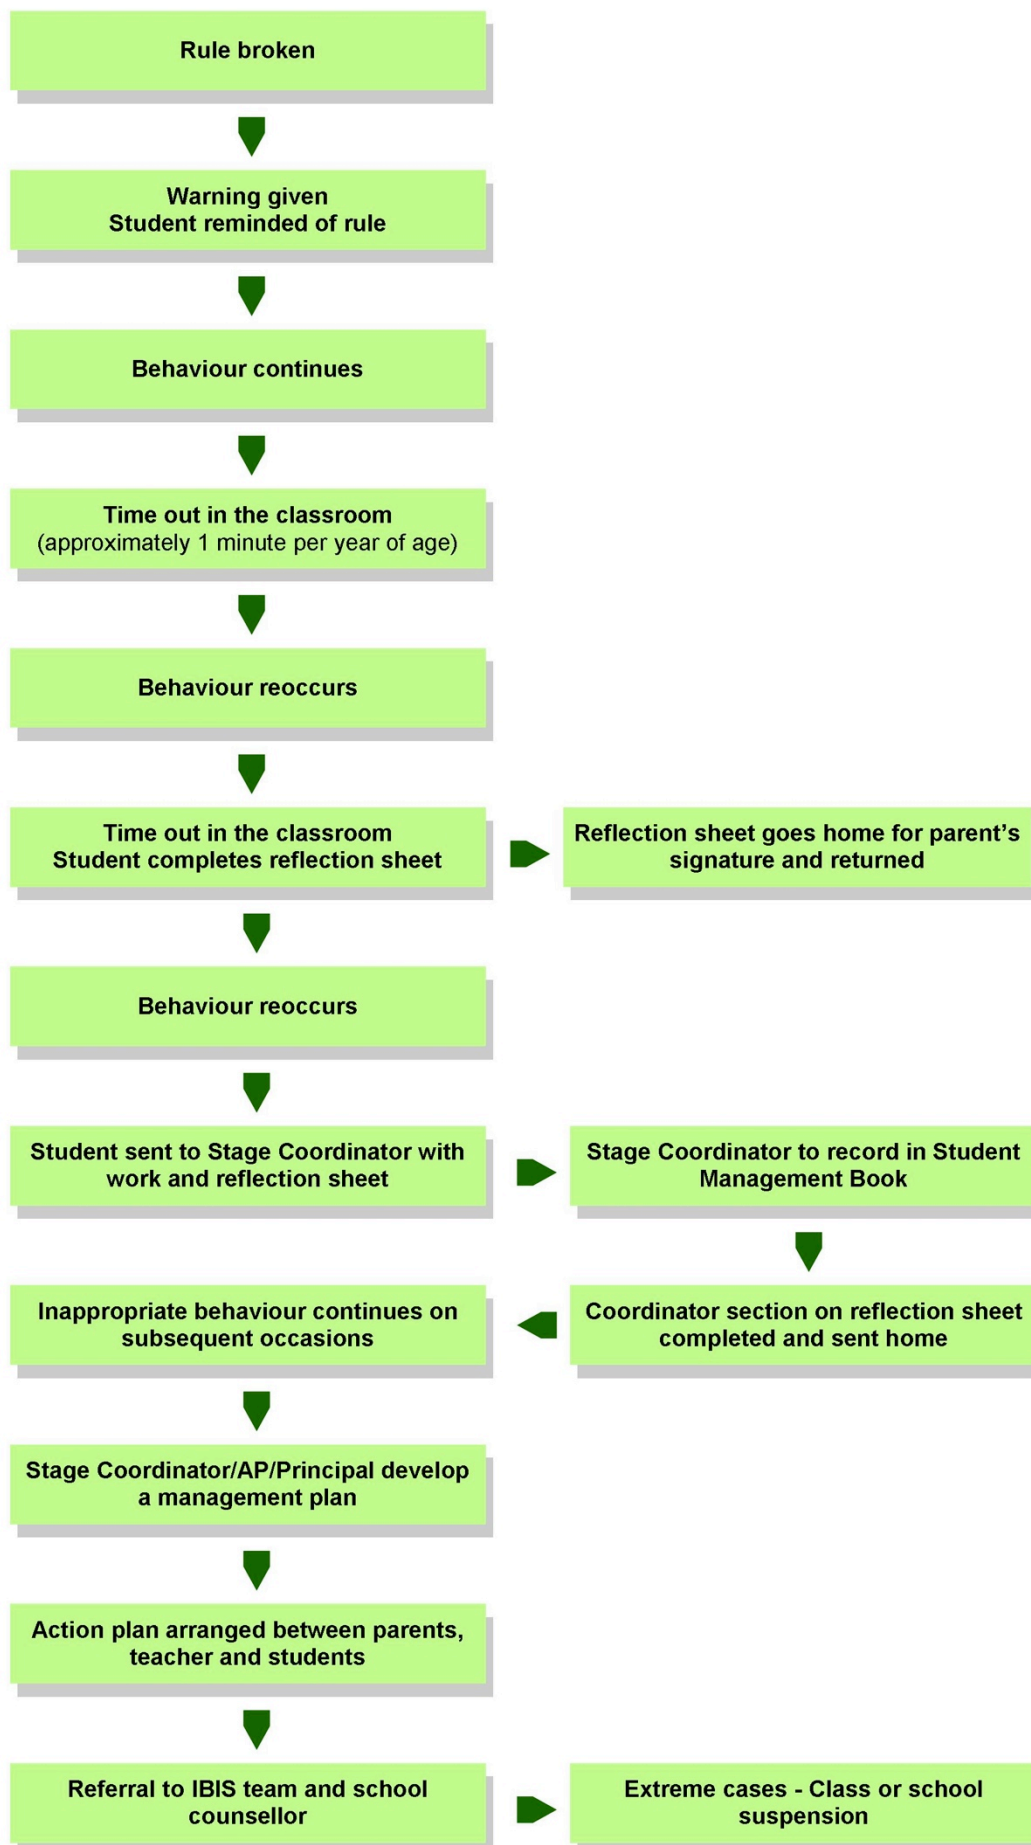 Rule broken
Warning given
Student reminded of rule
Behaviour continues
Time out in the classroom
(approximately 1 minute per year of age)
Behaviour reoccurs
Time out in the classroom
Student completes reflection sheet
Reflection sheet goes home for parent’s
signature and returned
Behaviour reoccurs
Student sent to Stage Coordinator with
work and reflection sheet
Stage Coordinator to record in Student
Management Book
Coordinator section on reflection sheet
completed and sent home
Inappropriate behaviour continues on
subsequent occasions
Stage Coordinator/AP/Principal develop
a management plan
Action plan arranged between parents,
teacher and students
Referral to IBIS team and school
counsellor
Extreme cases - Class or school
suspension